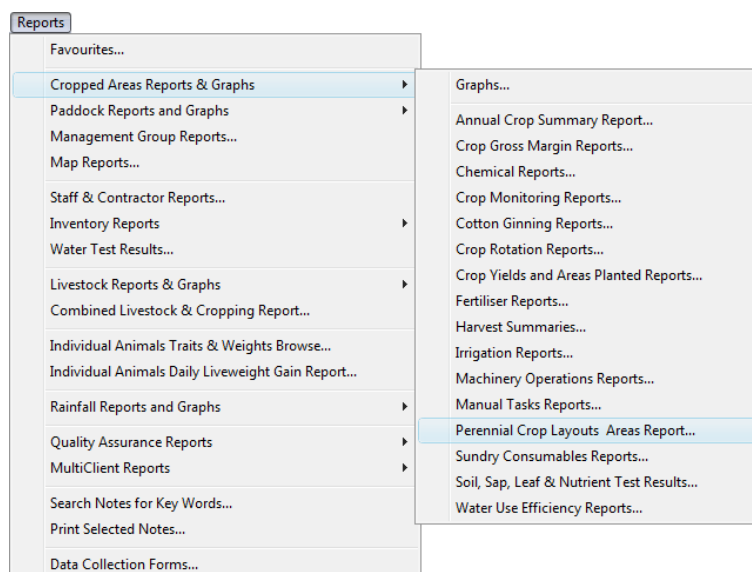 Reports
Favourites...
Cropped Areas Reports & Graphs
Paddock Reports and Graphs
Management Group Reports...
Map Reports...
Staff & Contractor Reports...
Inventory Reports
Water Test Results...
Livestock Reports & Graphs
Combined Livestock & Cropping Report...
Individual Animals Traits & Weights Browse...
Individual Animals Daily Liveweight Gain Report...
Rainfall Reports and Graphs
Quality Assurance Reports
MultiClient Reports
Search Notes for Key Words...
Print Selected Notes...
Data Collection Forms...
Graphs...
Annual Crop Summary Report...
Crop Gross Margin Reports...
Chemical Reports...
Crop Monitoring Reports...
Cotton Ginning Reports...
Crop Rotation Reports...
Crop Yields and Areas Planted Reports...
Fertiliser Reports...
Harvest Summaries...
Irrigation Reports...
Machinery Operations Reports...
Manual Tasks Reports...
Perennial Crop Layouts  Areas Report...
Sundry Consumables Reports...
Soil, Sap, Leaf & Nutrient Test Results...
Water Use Efficiency Reports...